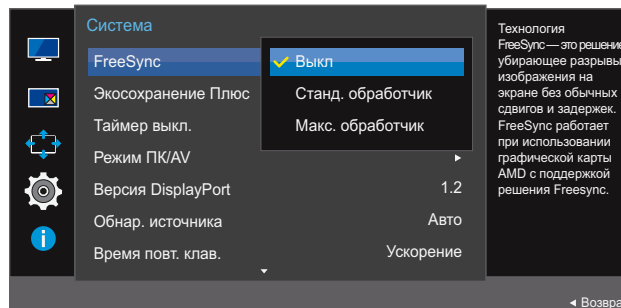 Система
FreeSync
Выкл
Экосохранение Плюс
Станд. обработчик
Таймер выкл.
Макс. обработчик
Режим ПК/AV
Версия DisplayPort
1.2
Обнар. источника
Авто
Время повт. клав.
Ускорение
Технология
FreeSync — это решение
убирающее разрывы
изображения на
экране без обычных
сдвигов и задержек.
FreeSync работает
при использовании
графической карты
AMD с поддержкой
решения Freesync.